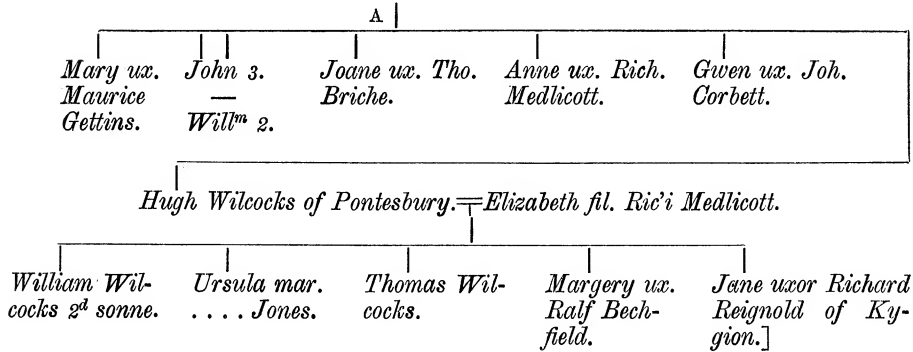 A
Mary ux. Maurice Gettins.
John 3.
—
Will^m 2.
Joane ux. Tho. Briche.
Anne ux. Rich. Medlicott.
Gwen ux. Joh. Corbett.
Hugh Wilcocks of Pontesbury.=Elizabeth fil. Ric'i Medlicott.
William Wil-
cocks 2^d sonne.
Ursula mar.
. . . . Jones.
Thomas Wil-
cocks.
Margery ux.
Ralf Bech-
field.
Jane uxor Richard
Reignold of Ky-
gion.]